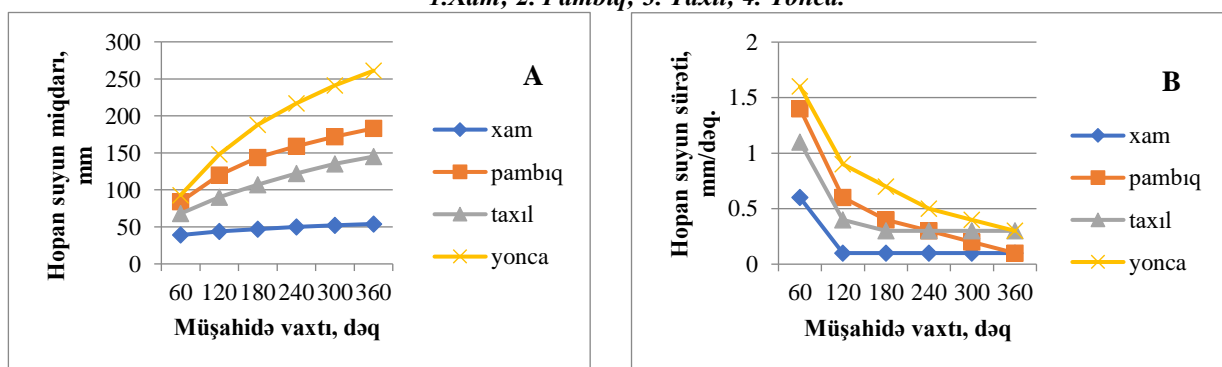 1.Xam; 2. Pambıq; 3. Taxıl; 4. Yonca.
Hopan suyun miqdarı,
mm
300
250
200
150
100
50
0
60 120 180 240 300 360
Müşahidə vaxtı, dəq
A
xam
pambıq
taxıl
yonca
Hopan suyun sürəti,
mm/dəq.
2
1.5
1
0.5
0
60 120 180 240 300 360
Müşahidə vaxtı, dəq
B
xam
pambıq
taxıl
yonca